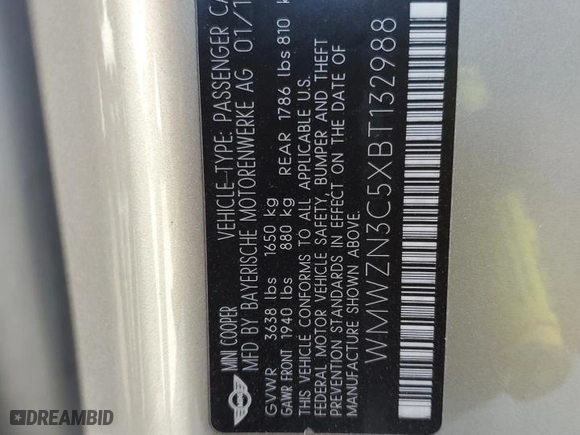 MINI COOPER
VEHICLE-TYPE: PASSENGER
MFD BY BAYERISCHE MOTORENWERKE AG 01/1
GVWR 3638 lbs 1650 kg
GAWR FRONT 1940 lbs 880 kg REAR 1786 lbs 810
THIS VEHICLE CONFORMS TO ALL APPLICABLE U.S.
FEDERAL MOTOR VEHICLE SAFETY, BUMPER AND THEFT
PREVENTION STANDARDS IN EFFECT ON THE DATE OF
MANUFACTURE SHOWN ABOVE.
WMWZN3C5XBT132988
DREAMBID